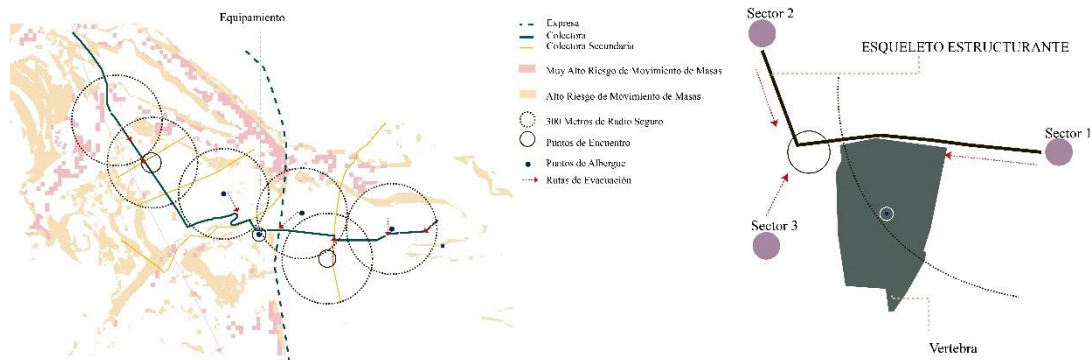 Equipamiento
Expresa
Colectora
Colectora Secundaria
Muy Alto Riesgo de Movimiento de Masas
Alto Riesgo de Movimiento de Masas
300 Metros de Radio Seguro
Puntos de Encuentro
Puntos de Albergue
Rutas de Evacuación
Sector 2
ESQUELETO ESTRUCTURANTE
Sector 1
Sector 3
Vertebra